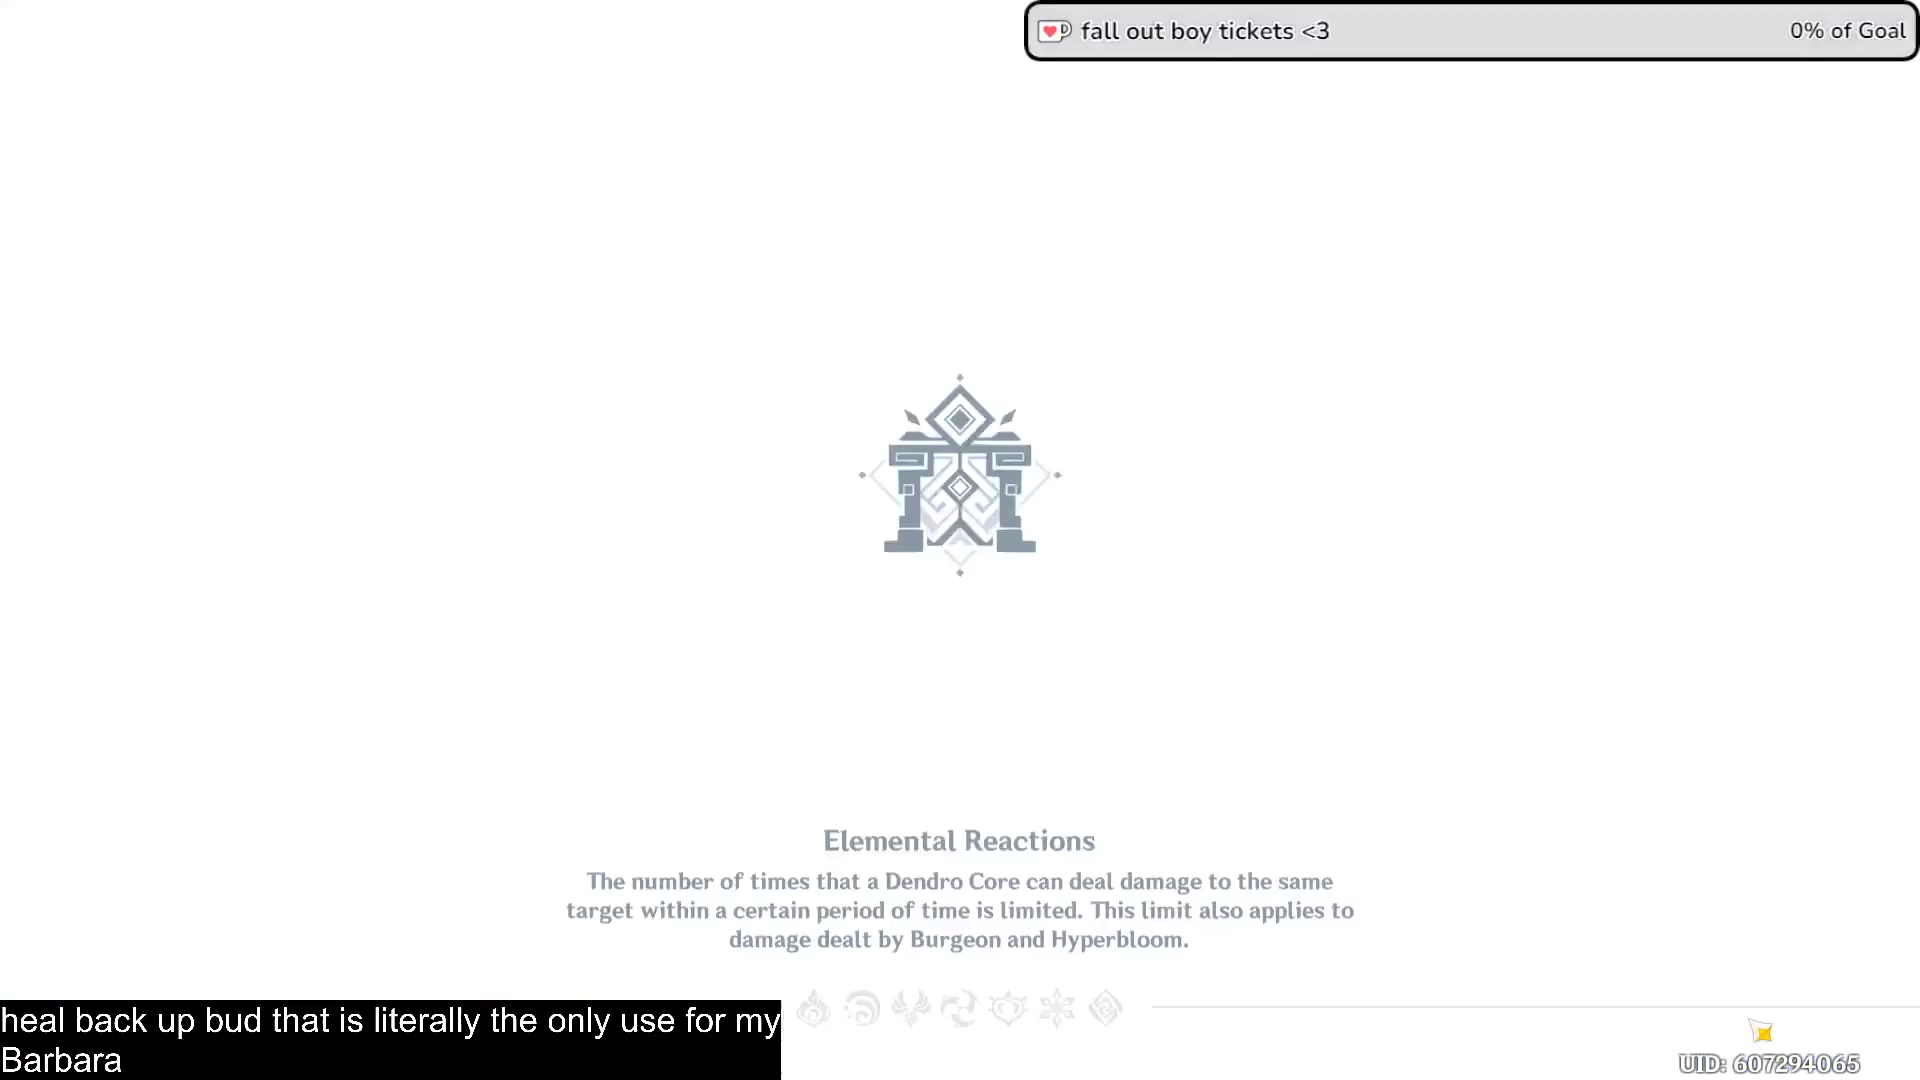 fall out boy tickets <3
0% of Goal
Elemental Reactions
The number of times that a Dendro Core can deal damage to the same
target within a certain period of time is limited. This limit also applies to
damage dealt by Burgeon and Hyperbloom.
heal back up bud that is literally the only use for my
Barbara
UID: 607294065